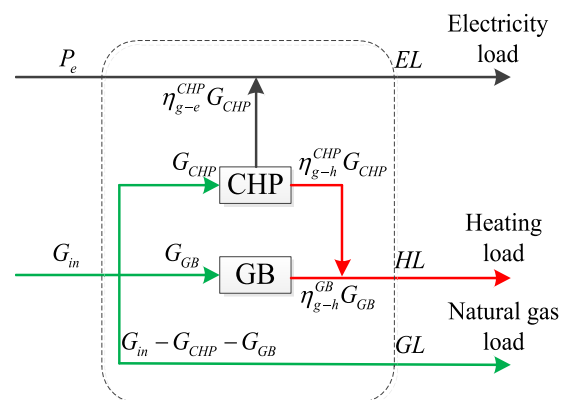 Electricity
load
P_e
EL
η_{g-e}^{CHP} G_{CHP}
G_{CHP}
CHP
η_{g-h}^{CHP} G_{CHP}
Heating
load
G_{in}
G_{GB}
GB
HL
η_{g-h}^{GB} G_{GB}
Natural gas
load
G_{in} − G_{CHP} − G_{GB}
GL